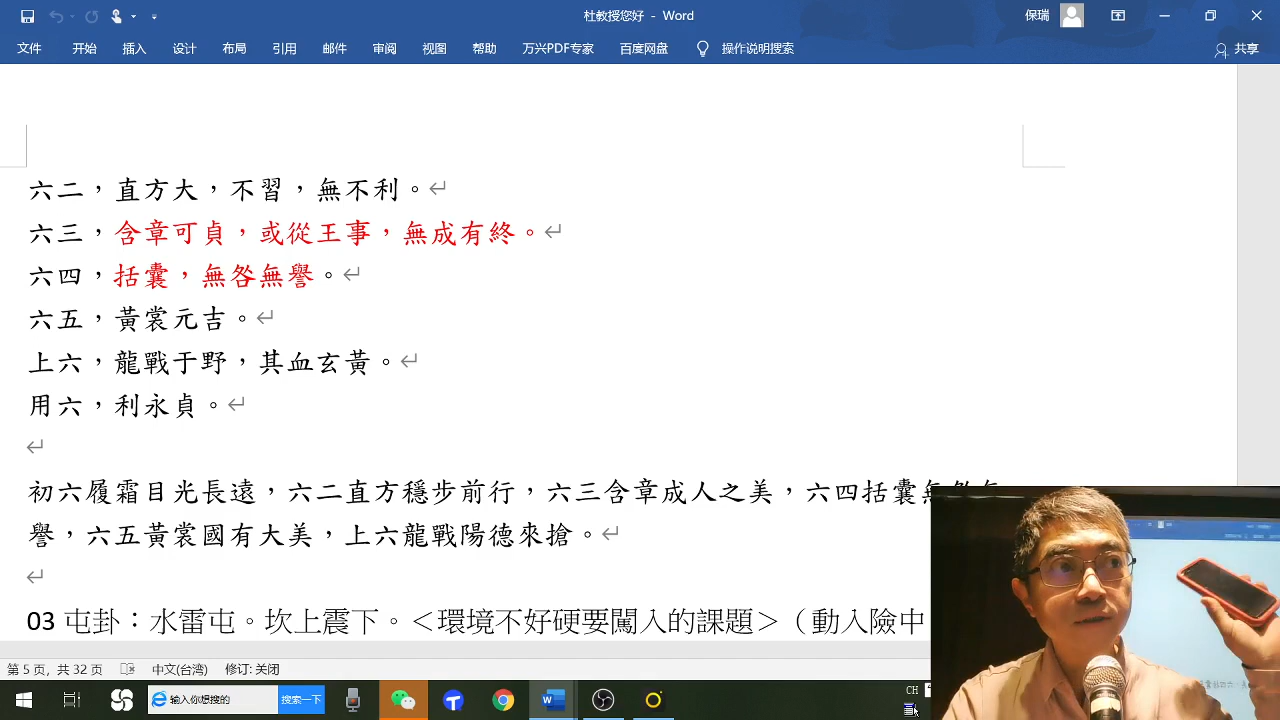 杜教授您好 - Word
保瑞
文件 开始 插入 设计 布局 引用 邮件 审阅 视图 帮助 万兴PDF专家 百度网盘 操作说明搜索 共享
六二，直方大，不習，無不利。
六三，含章可貞，或從王事，無成有終。
六四，括囊，無咎無譽。
六五，黃裳元吉。
上六，龍戰于野，其血玄黃。
用六，利永貞。
初六履霜目光長遠，六二直方穩步前行，六三含章成人之美，六四括囊無
譽，六五黃裳國有大美，上六龍戰陽德來搶。
03 屯卦：水雷屯。坎上震下。＜環境不好硬要闖入的課題＞（動入險中
第 5 页，共 32 页 中文(台湾) 修订: 关闭
输入你想搜的 搜索一下
CH